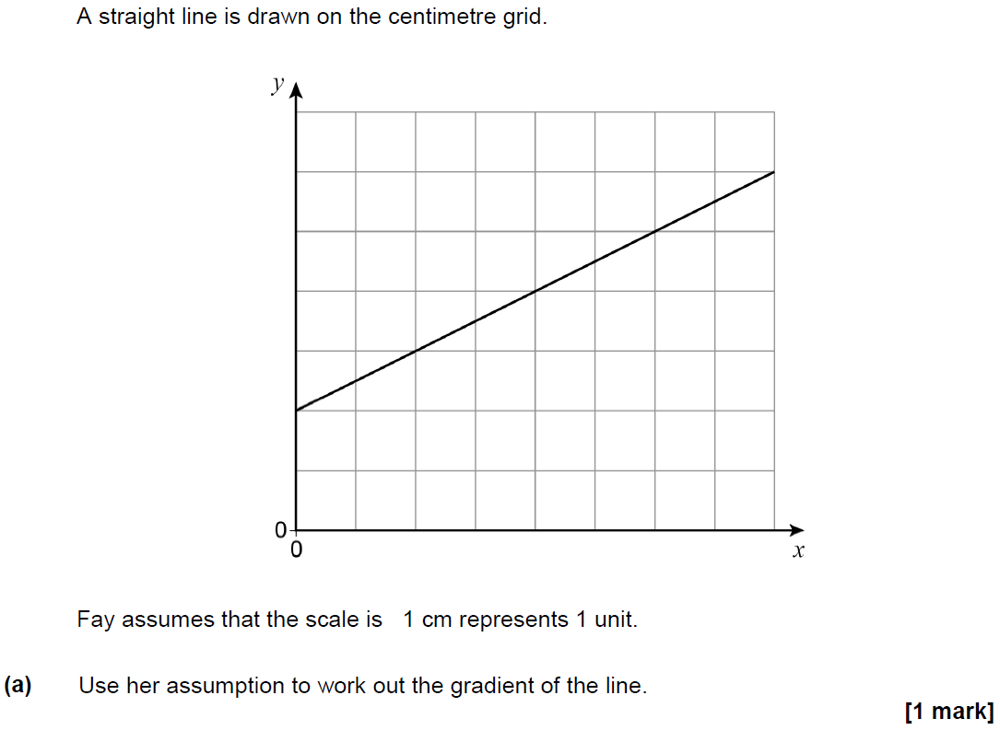 A straight line is drawn on the centimetre grid.
y
0
0
x
Fay assumes that the scale is 1 cm represents 1 unit.
(a) Use her assumption to work out the gradient of the line.
[1 mark]